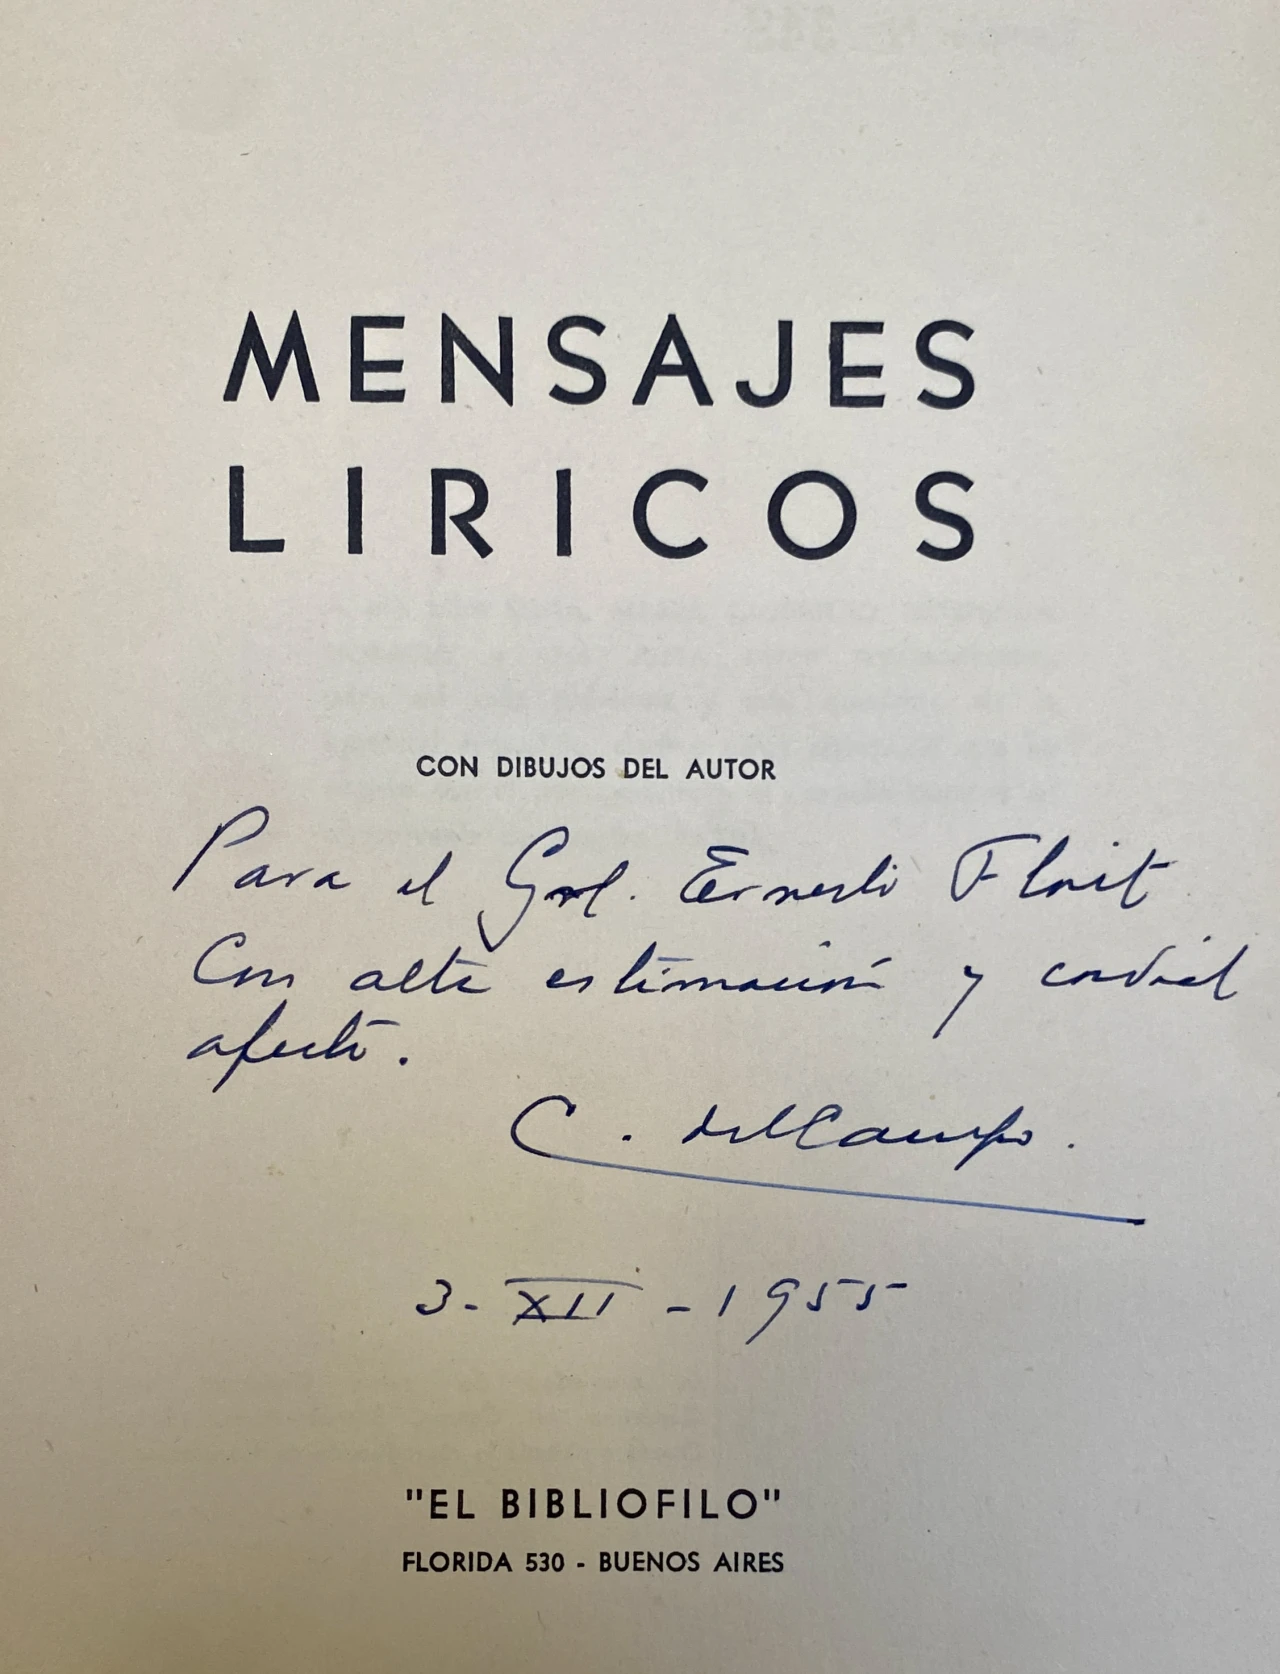 MENSAJES
LIRICOS
CON DIBUJOS DEL AUTOR
Para el Gral. Ernesto Florit
Con alta estimación y cordial
afecto.
C. del Campo.
3-XII-1955
"EL BIBLIOFILO"
FLORIDA 530 - BUENOS AIRES